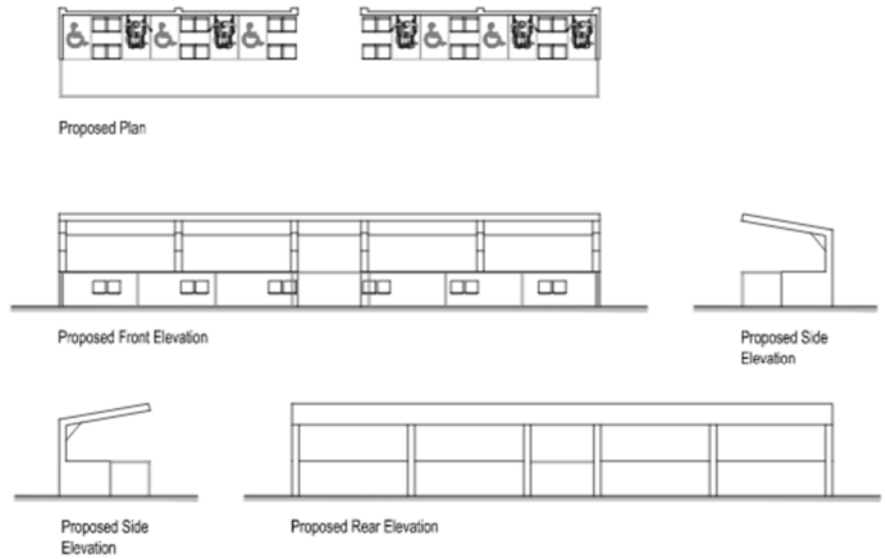 Proposed Plan
Proposed Front Elevation
Proposed Side
Elevation
Proposed Side
Elevation
Proposed Rear Elevation